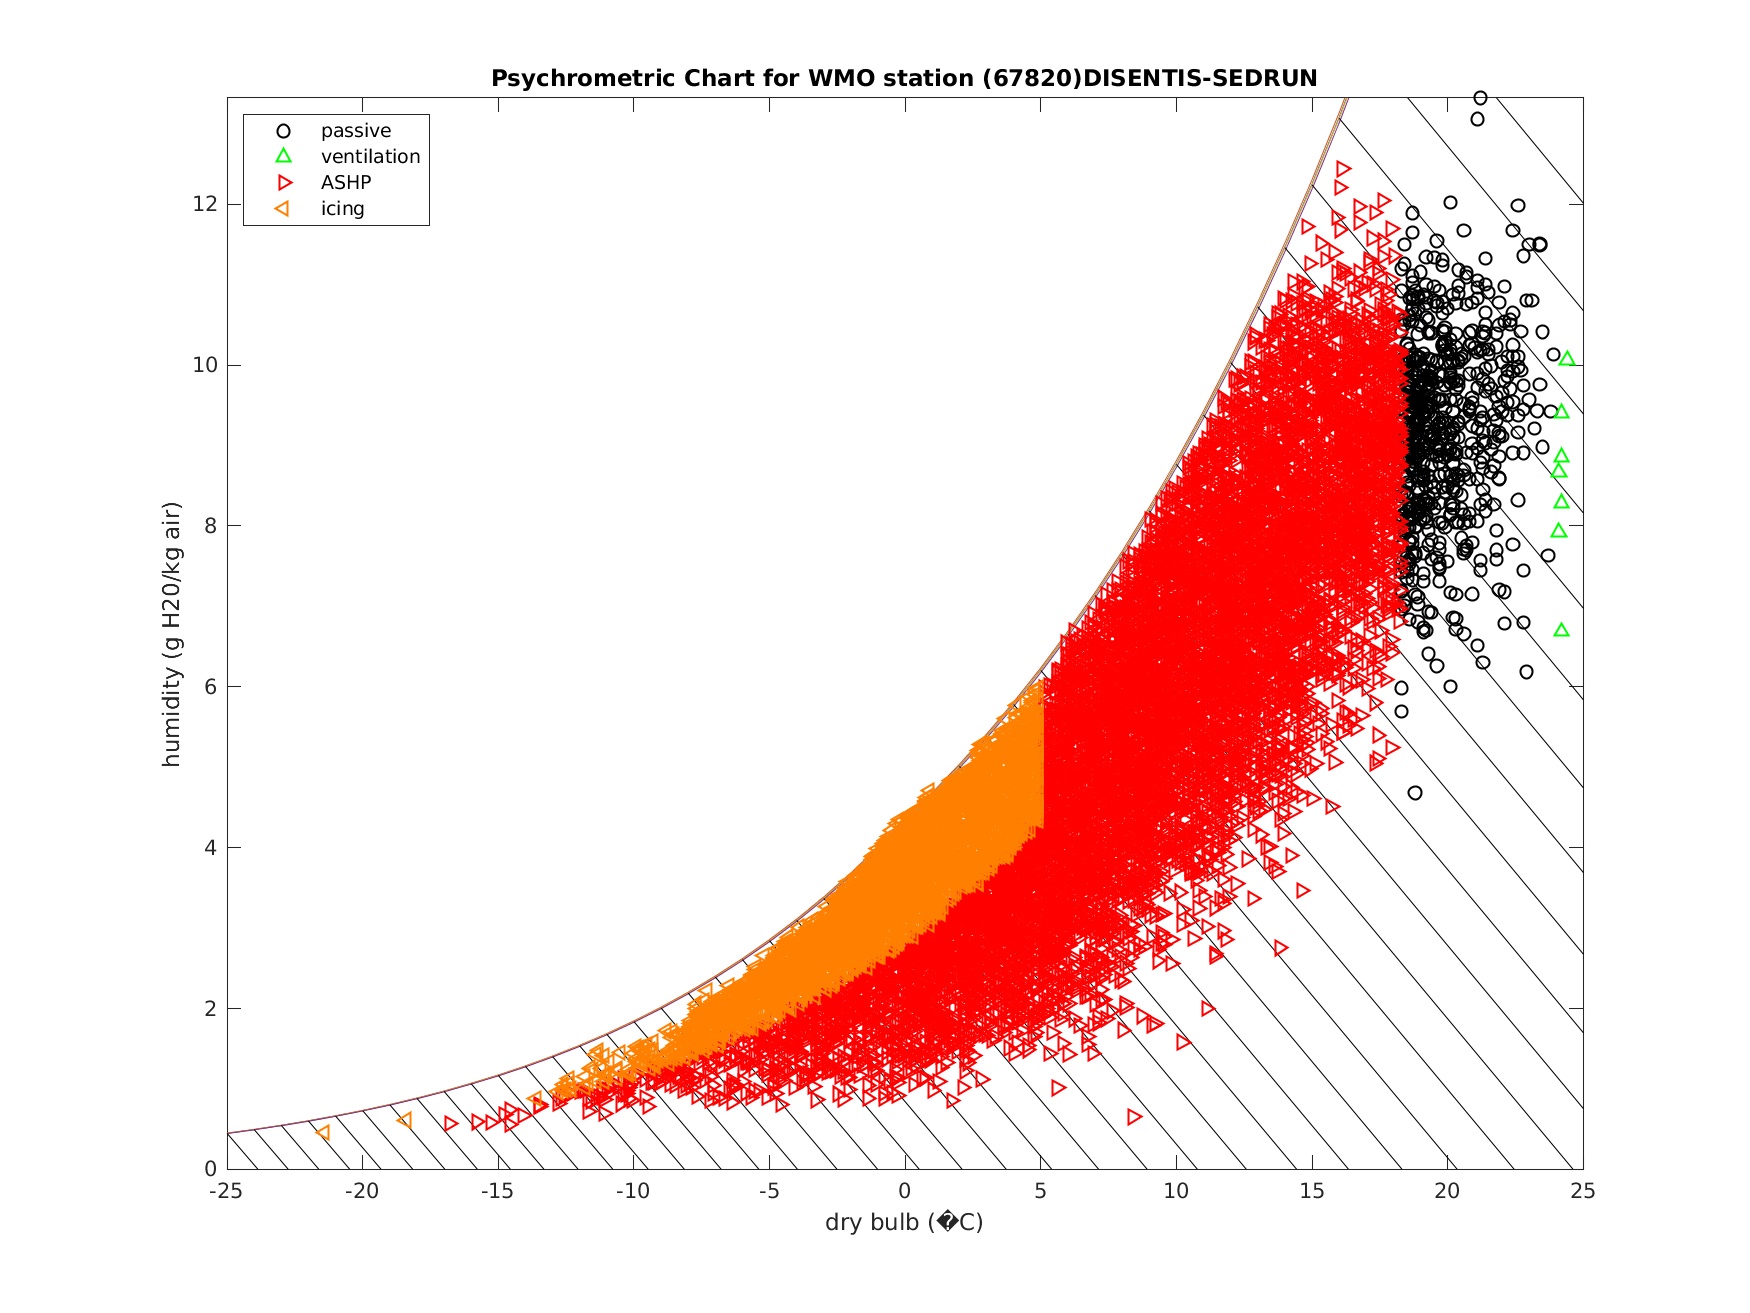 Psychrometric Chart for WMO station (67820)DISENTIS-SEDRUN
passive
ventilation
ASHP
icing
12
10
8
6
4
2
0
humidity (g H20/kg air)
-25 -20 -15 -10 -5 0 5 10 15 20 25
dry bulb (�C)